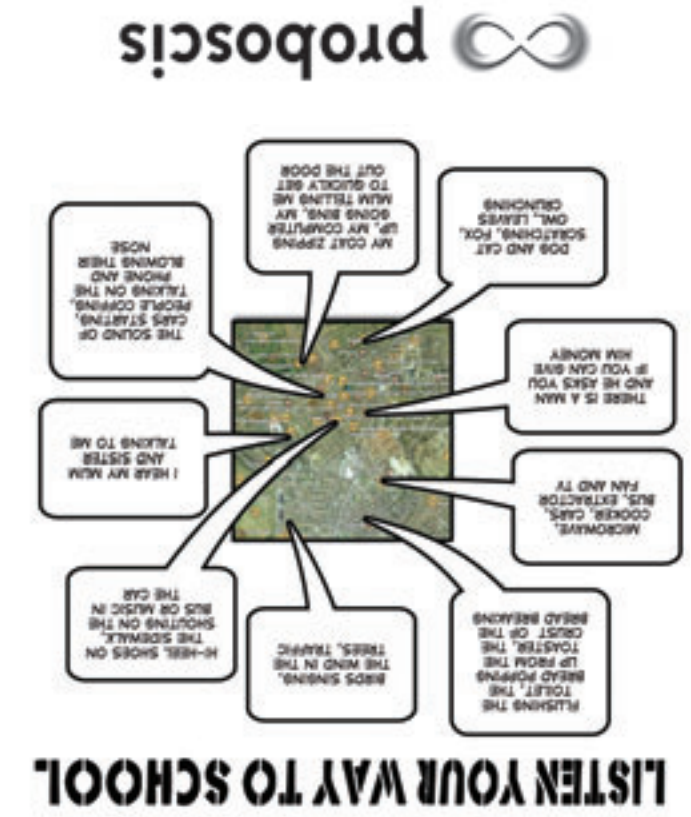 LISTEN YOUR WAY TO SCHOOL
FLUSHING THE
TOILET, THE
BREAD POPPING
UP FROM THE
TOASTER, THE
CRUST OF THE
BREAD BREAKING
BIRDS SINGING,
THE WIND IN THE
TREES, TRAFFIC
HI-HEEL SHOES ON
THE SIDEWALK,
SHOUTING ON THE
BUS OR MUSIC IN
THE CAR
MICROWAVE,
COOKER, CARS,
BUS, EXTRACTOR
FAN AND TV
I HEAR MY MUM
AND SISTER
TALKING TO ME
THERE IS A MAN
AND HE ASKS YOU
IF YOU CAN GIVE
HIM MONEY
THE SOUND OF
CARS STARTING,
PEOPLE COFFING,
TALKING ON THE
PHONE AND
BLOWING THEIR
NOSE
DOG AND CAT
SCRATCHING, FOX,
OWL, LEAVES
CRUNCHING
MY COAT ZIPPING
UP, MY COMPUTER
GOING BING, MY
MUM TELLING ME
TO QUICKLY GET
OUT THE DOOR
proboscis